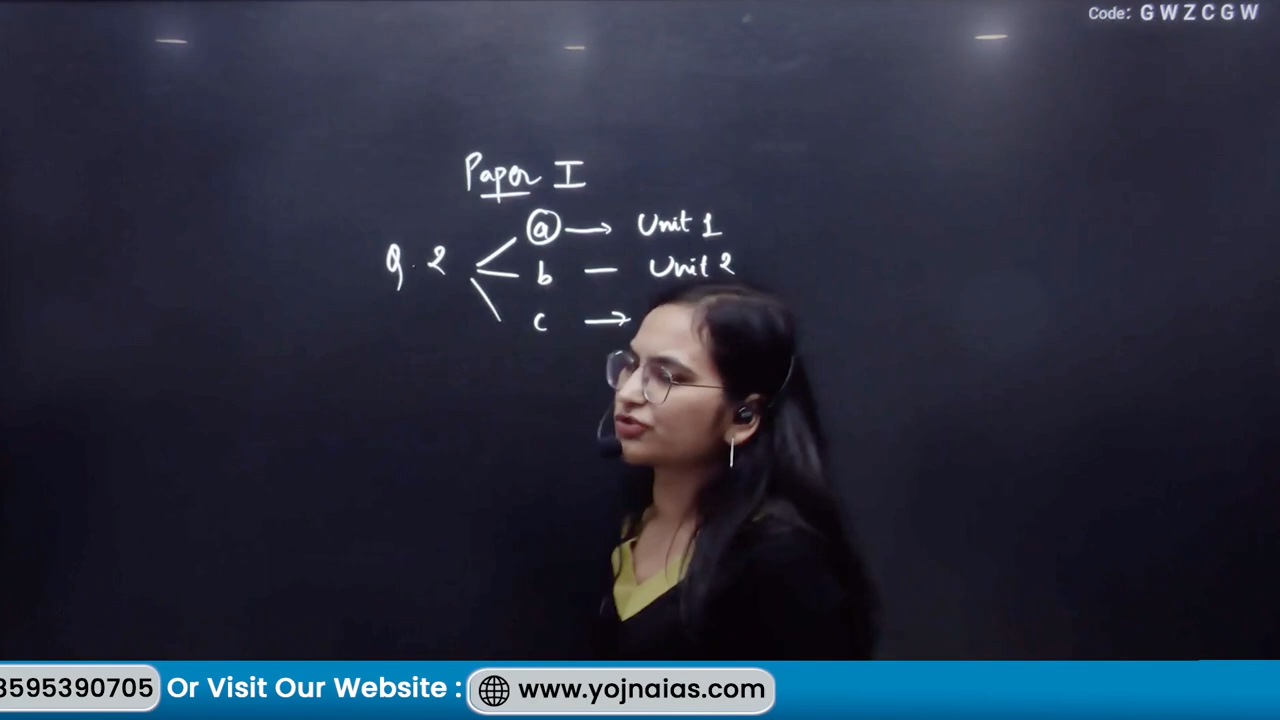 Code: GWZCGW
Paper I
Q.2
a → Unit 1
b — Unit 2
c →
8595390705 Or Visit Our Website : www.yojnaias.com